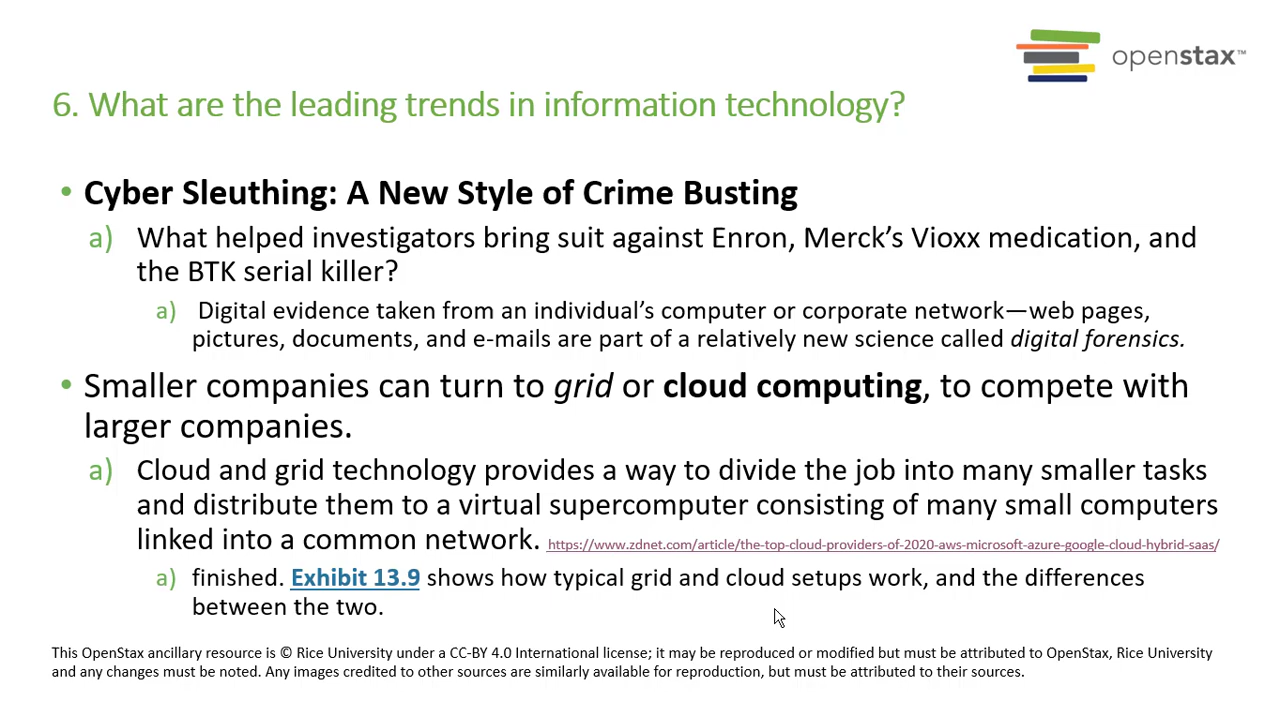 openstax™
6. What are the leading trends in information technology?
• Cyber Sleuthing: A New Style of Crime Busting
a) What helped investigators bring suit against Enron, Merck’s Vioxx medication, and
the BTK serial killer?
a) Digital evidence taken from an individual’s computer or corporate network—web pages,
pictures, documents, and e-mails are part of a relatively new science called digital forensics.
• Smaller companies can turn to grid or cloud computing, to compete with
larger companies.
a) Cloud and grid technology provides a way to divide the job into many smaller tasks
and distribute them to a virtual supercomputer consisting of many small computers
linked into a common network. https://www.zdnet.com/article/the-top-cloud-providers-of-2020-aws-microsoft-azure-google-cloud-hybrid-saas/
a) finished. Exhibit 13.9 shows how typical grid and cloud setups work, and the differences
between the two.
This OpenStax ancillary resource is © Rice University under a CC-BY 4.0 International license; it may be reproduced or modified but must be attributed to OpenStax, Rice University
and any changes must be noted. Any images credited to other sources are similarly available for reproduction, but must be attributed to their sources.